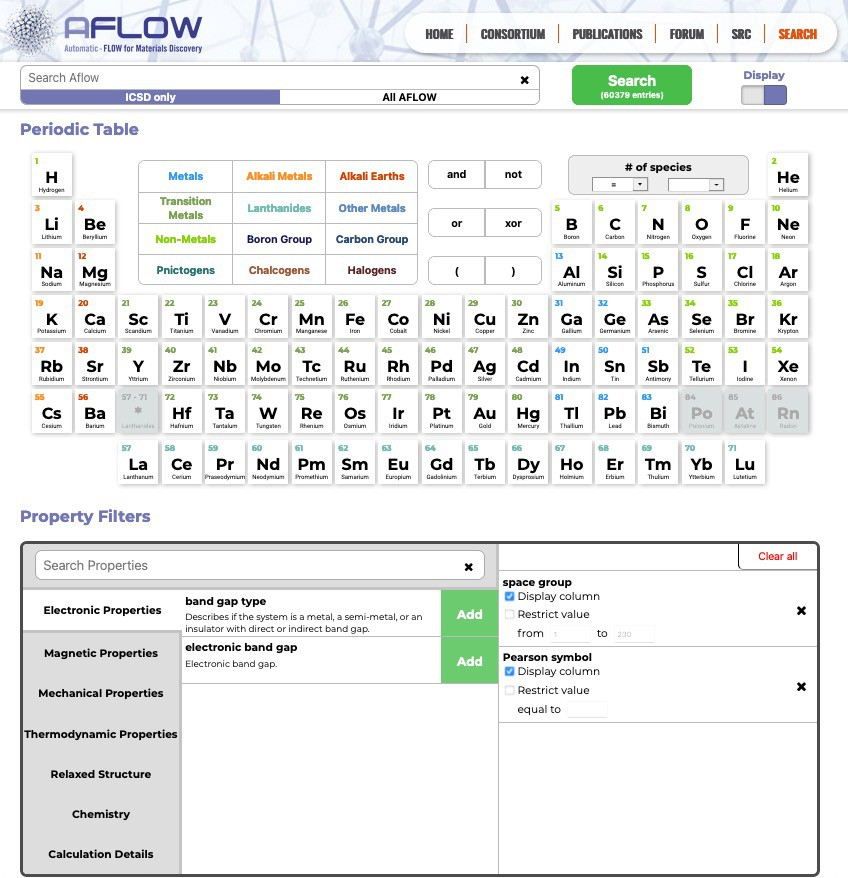 AFLOW
Automatic - FLOW for Materials Discovery
HOME CONSORTIUM PUBLICATIONS FORUM SRC SEARCH
Search Aflow ✖
ICSD only All AFLOW
Search
(60379 entries)
Display
Periodic Table
1
H
Hydrogen
Metals Alkali Metals Alkali Earths
Transition Metals Lanthanides Other Metals
Non-Metals Boron Group Carbon Group
Pnictogens Chalcogens Halogens
and not
or xor
( )
# of species
=
2
He
Helium
3 4 5 6 7 8 9 10
Li Be B C N O F Ne
Lithium Beryllium Boron Carbon Nitrogen Oxygen Fluorine Neon
11 12 13 14 15 16 17 18
Na Mg Al Si P S Cl Ar
Sodium Magnesium Aluminum Silicon Phosphorus Sulfur Chlorine Argon
19 20 21 22 23 24 25 26 27 28 29 30 31 32 33 34 35 36
K Ca Sc Ti V Cr Mn Fe Co Ni Cu Zn Ga Ge As Se Br Kr
Potassium Calcium Scandium Titanium Vanadium Chromium Manganese Iron Cobalt Nickel Copper Zinc Gallium Germanium Arsenic Selenium Bromine Krypton
37 38 39 40 41 42 43 44 45 46 47 48 49 50 51 52 53 54
Rb Sr Y Zr Nb Mo Tc Ru Rh Pd Ag Cd In Sn Sb Te I Xe
Rubidium Srontium Yttrium Zirconium Niobium Molybdenum Technetium Ruthenium Rhodium Palladium Silver Cadmium Indium Tin Antimony Tellurium Iodine Xenon
55 56 57 - 71 72 73 74 75 76 77 78 79 80 81 82 83 84 85 86
Cs Ba * Hf Ta W Re Os Ir Pt Au Hg Tl Pb Bi Po At Rn
Cesium Barium Lanthanides Hafnium Tantalum Tungsten Rhenium Osmium Iridium Platinum Gold Mercury Thallium Lead Bismuth Polonium Astatine Radon
57 58 59 60 61 62 63 64 65 66 67 68 69 70 71
La Ce Pr Nd Pm Sm Eu Gd Tb Dy Ho Er Tm Yb Lu
Lanthanum Cerium Praseodymium Neodymium Promethium Samarium Europium Gadolinium Terbium Dysprosium Holmium Erbium Thulium Ytterbium Lutetium
Property Filters
Search Properties ✖
Clear all
Electronic Properties
Magnetic Properties
Mechanical Properties
Thermodynamic Properties
Relaxed Structure
Chemistry
Calculation Details
band gap type
Describes if the system is a metal, a semi-metal, or an
insulator with direct or indirect band gap.
Add
electronic band gap
Electronic band gap.
Add
space group
Display column
Restrict value
from 1 to 230
✖
Pearson symbol
Display column
Restrict value
equal to
✖